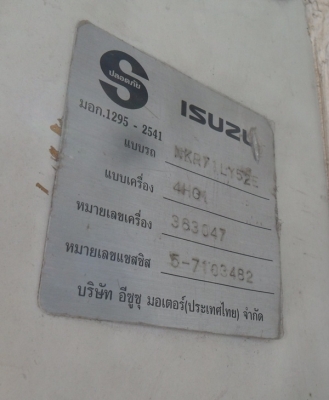 ปลอดภัย
ISUZU
มอก.1295 - 2541
แบบรถ NKR71LY52E
แบบเครื่อง
หมายเลขเครื่อง 363047
หมายเลขแชสซิส 5-7103482
บริษัท อีซูซุ มอเตอร์(ประเทศไทย) จำกัด